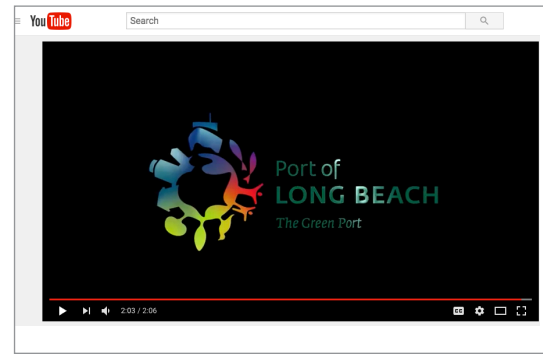 YouTube
Search
Port of
LONG BEACH
The Green Port
2:03 / 2:06
CC